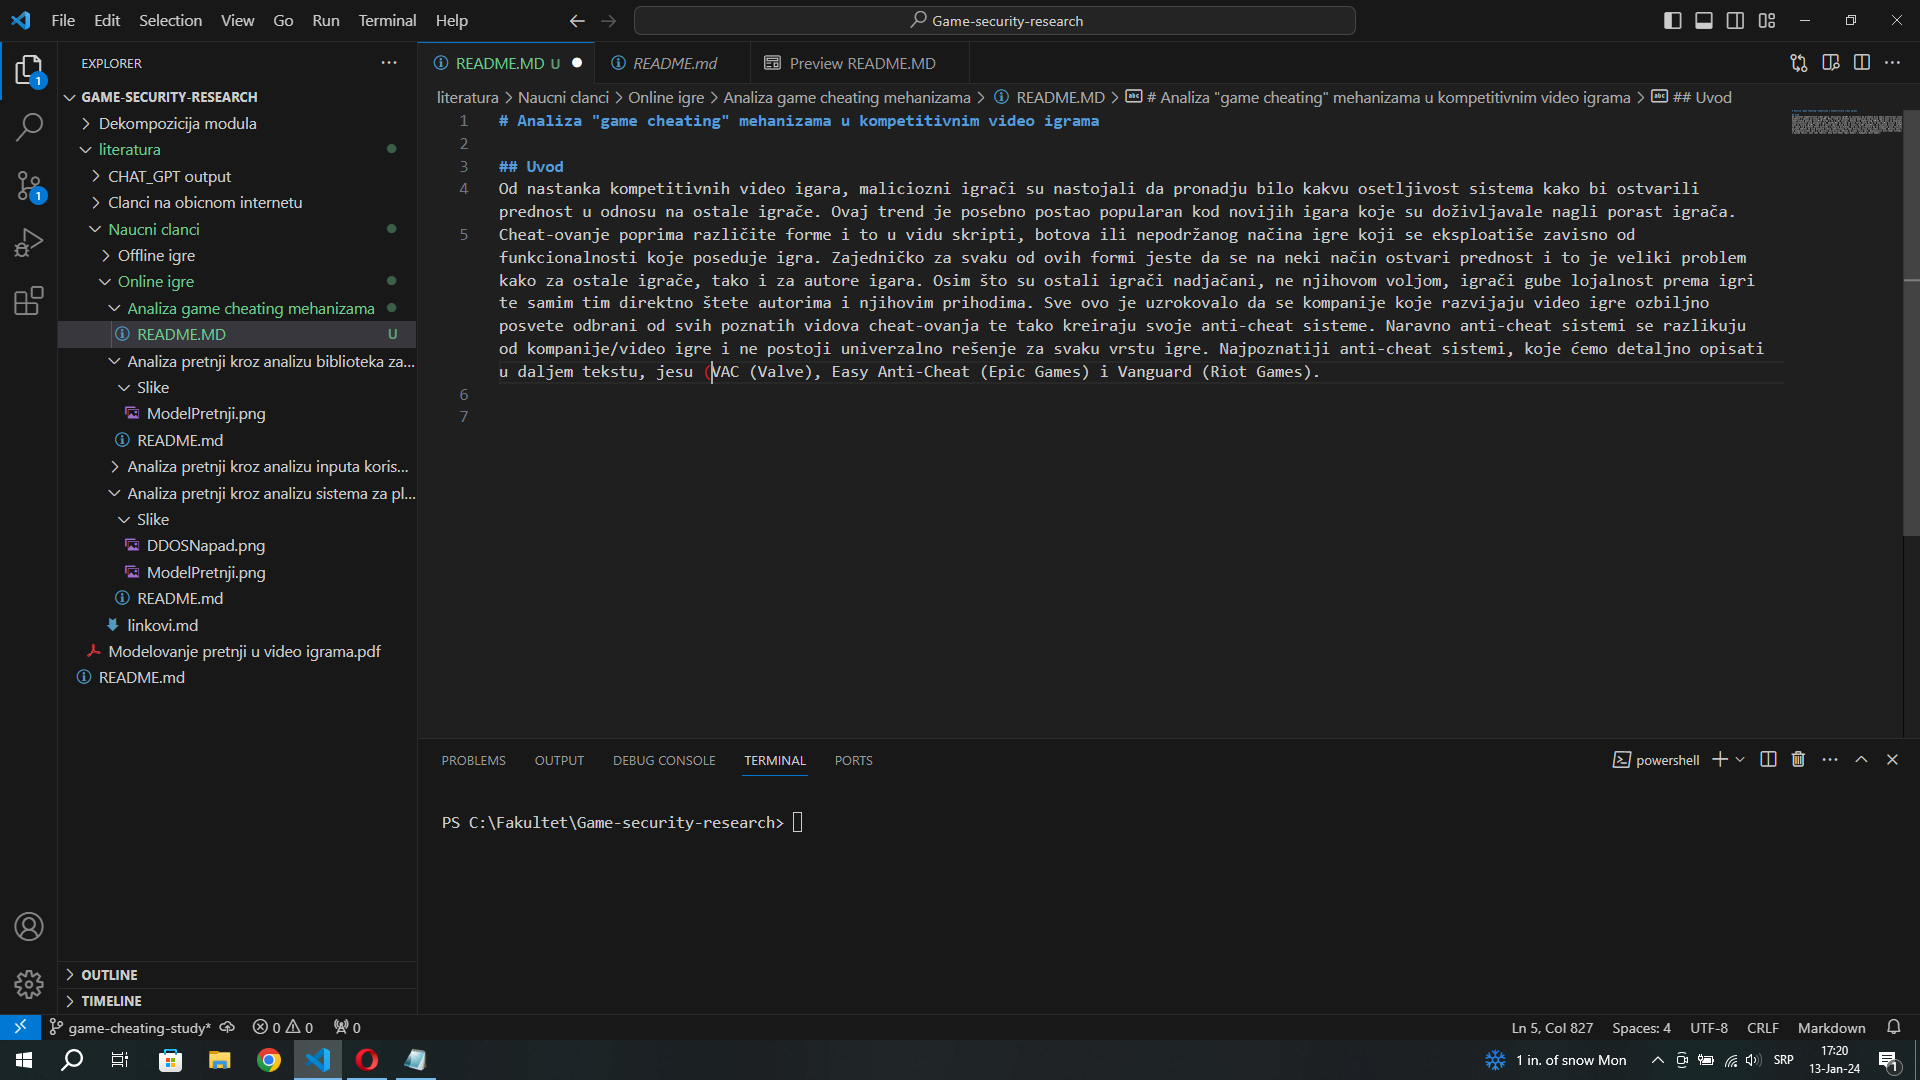 File Edit Selection View Go Run Terminal Help
Game-security-research
EXPLORER
GAME-SECURITY-RESEARCH
Dekompozicija modula
literatura
CHAT_GPT output
Clanci na obicnom internetu
Naucni clanci
Offline igre
Online igre
Analiza game cheating mehanizama
README.MD U
Analiza pretnji kroz analizu biblioteka za...
Slike
ModelPretnji.png
README.md
Analiza pretnji kroz analizu inputa koris...
Analiza pretnji kroz analizu sistema za pl...
Slike
DDOSNapad.png
ModelPretnji.png
README.md
linkovi.md
Modelovanje pretnji u video igrama.pdf
README.md
OUTLINE
TIMELINE
README.MD U README.md Preview README.MD
literatura > Naucni clanci > Online igre > Analiza game cheating mehanizama > README.MD > # Analiza "game cheating" mehanizama u kompetitivnim video igrama > ## Uvod
1 # Analiza "game cheating" mehanizama u kompetitivnim video igrama
2
3 ## Uvod
4 Od nastanka kompetitivnih video igara, maliciozni igrači su nastojali da pronadju bilo kakvu osetljivost sistema kako bi ostvarili
prednost u odnosu na ostale igrače. Ovaj trend je posebno postao popularan kod novijih igara koje su doživljavale nagli porast igrača.
5 Cheat-ovanje poprima različite forme i to u vidu skripti, botova ili nepodržanog načina igre koji se eksploatiše zavisno od
funkcionalnosti koje poseduje igra. Zajedničko za svaku od ovih formi jeste da se na neki način ostvari prednost i to je veliki problem
kako za ostale igrače, tako i za autore igara. Osim što su ostali igrači nadjačani, ne njihovom voljom, igrači gube lojalnost prema igri
te samim tim direktno štete autorima i njihovim prihodima. Sve ovo je uzrokovalo da se kompanije koje razvijaju video igre ozbiljno
posvete odbrani od svih poznatih vidova cheat-ovanja te tako kreiraju svoje anti-cheat sisteme. Naravno anti-cheat sistemi se razlikuju
od kompanije/video igre i ne postoji univerzalno rešenje za svaku vrstu igre. Najpoznatiji anti-cheat sistemi, koje ćemo detaljno opisati
u daljem tekstu, jesu (VAC (Valve), Easy Anti-Cheat (Epic Games) i Vanguard (Riot Games).
6
7
PROBLEMS OUTPUT DEBUG CONSOLE TERMINAL PORTS
powershell
PS C:\Fakultet\Game-security-research>
game-cheating-study* 0 0 0
Ln 5, Col 827 Spaces: 4 UTF-8 CRLF Markdown
1 in. of snow Mon SRP
17:20
13-Jan-24
1
1
1